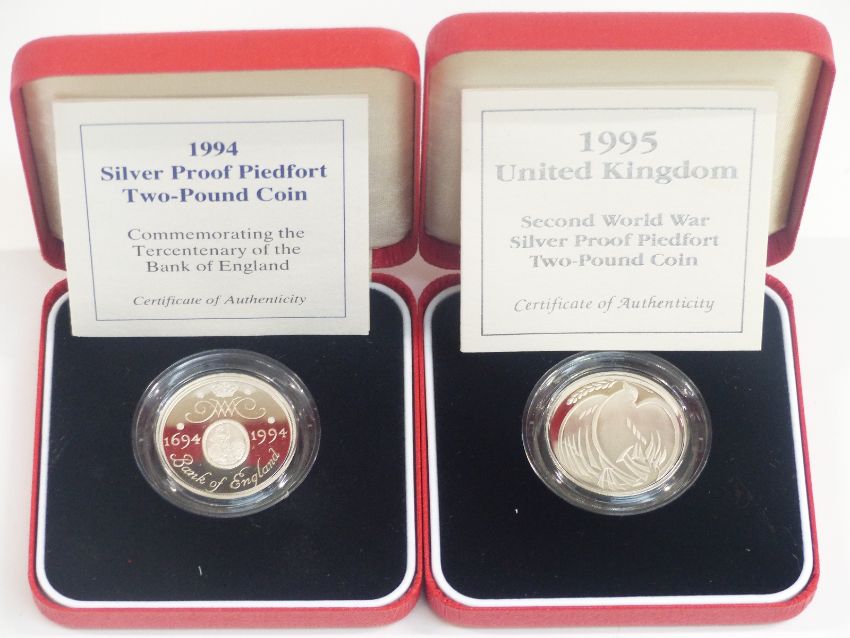 1994
Silver Proof Piedfort
Two-Pound Coin
Commemorating the
Tercentenary of the
Bank of England
Certificate of Authenticity
1694 1994
Bank of England
1995
United Kingdom
Second World War
Silver Proof Piedfort
Two-Pound Coin
Certificate of Authenticity